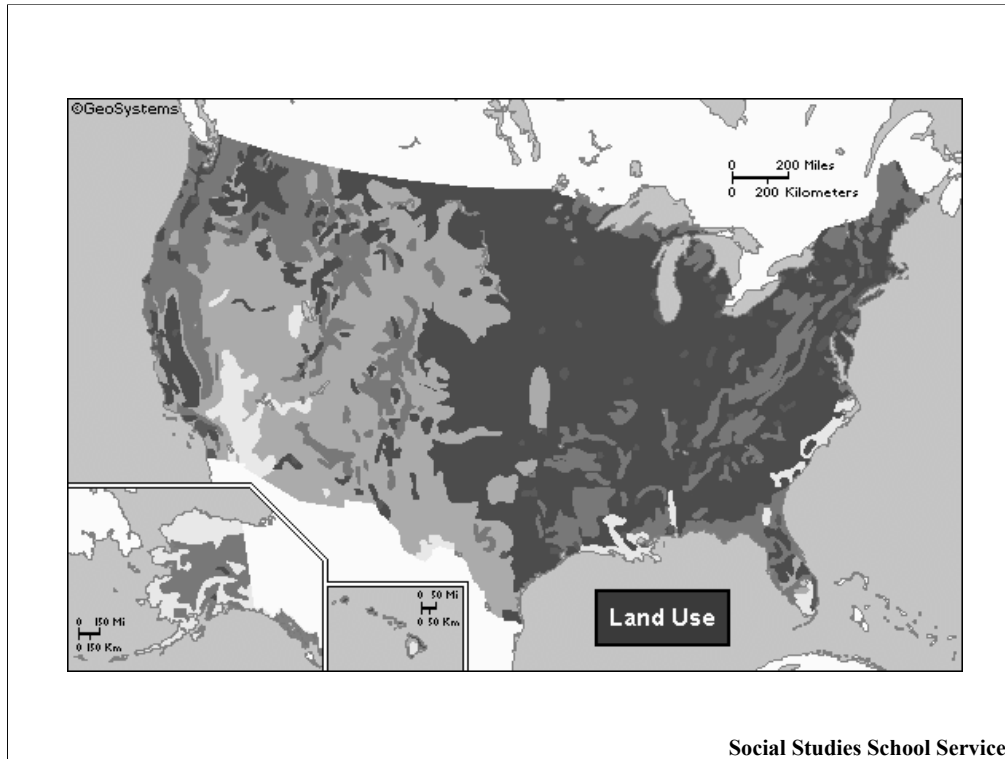 ©GeoSystems
0 200 Miles
0 200 Kilometers
0 150 Mi
0 150 Km
0 50 Mi
0 50 Km
Land Use
Social Studies School Service